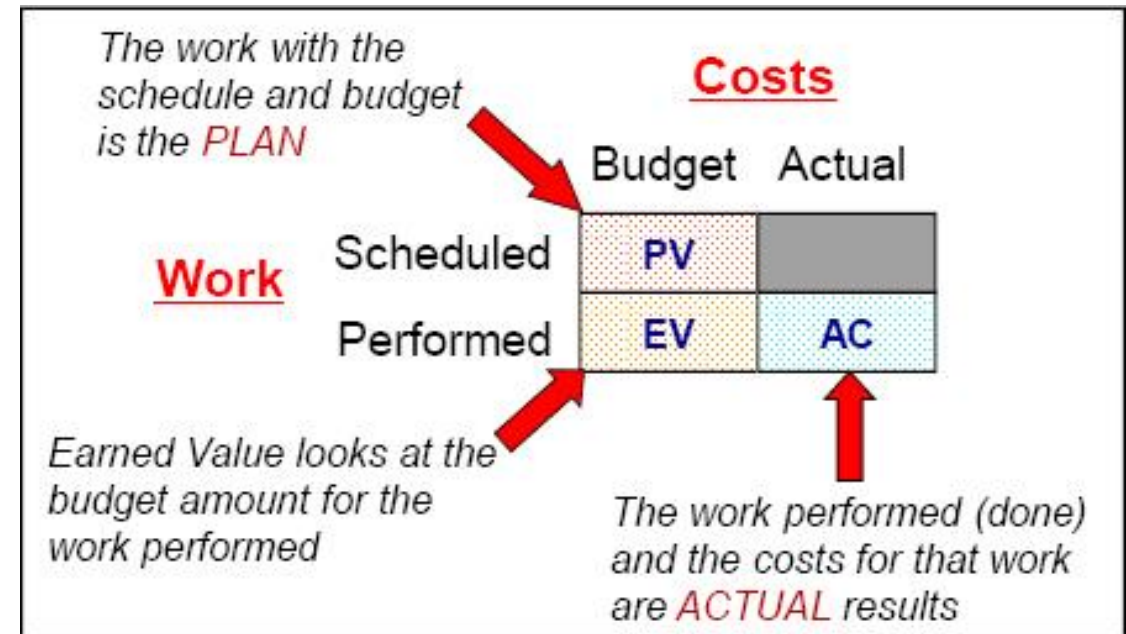 The work with the
schedule and budget
is the PLAN
Costs
Budget Actual
Work
Scheduled PV
Performed EV AC
Earned Value looks at the
budget amount for the
work performed
The work performed (done)
and the costs for that work
are ACTUAL results